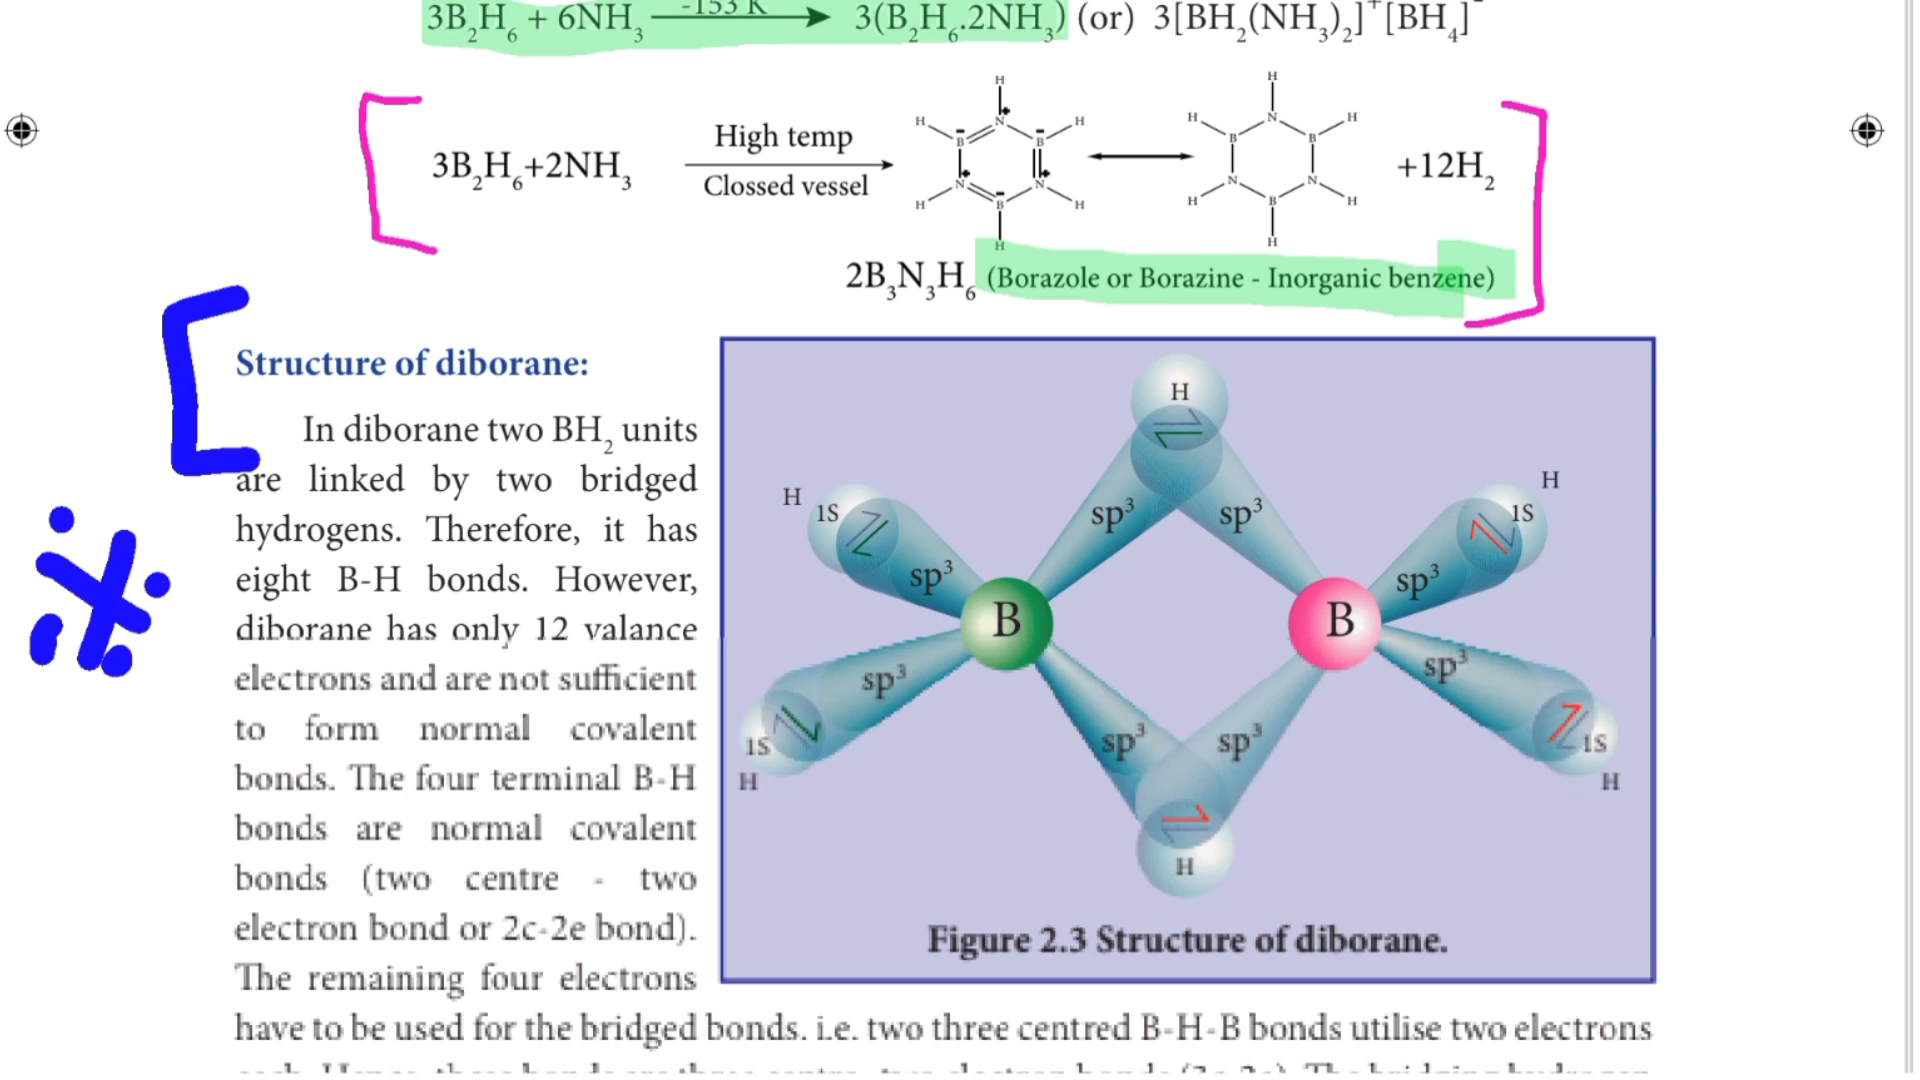 3B₂H₆ + 6NH₃ -153 K → 3(B₂H₆.2NH₃) (or) 3[BH₂(NH₃)₂]⁺[BH₄]⁻
3B₂H₆+2NH₃ High temp Clossed vessel → +12H₂
H
H B N B H
H N B N H
H
H
H B N B H
H N B N H
H
2B₃N₃H₆ (Borazole or Borazine - Inorganic benzene)
Structure of diborane:
In diborane two BH₂ units
are linked by two bridged
hydrogens. Therefore, it has
eight B-H bonds. However,
diborane has only 12 valance
electrons and are not sufficient
to form normal covalent
bonds. The four terminal B-H
bonds are normal covalent
bonds (two centre - two
electron bond or 2c-2e bond).
The remaining four electrons
have to be used for the bridged bonds. i.e. two three centred B-H-B bonds utilise two electrons
H
H 1S sp³ sp³ sp³ sp³ 1S H
B B
sp³ sp³ sp³ sp³
1S 1S
H H
H
Figure 2.3 Structure of diborane.